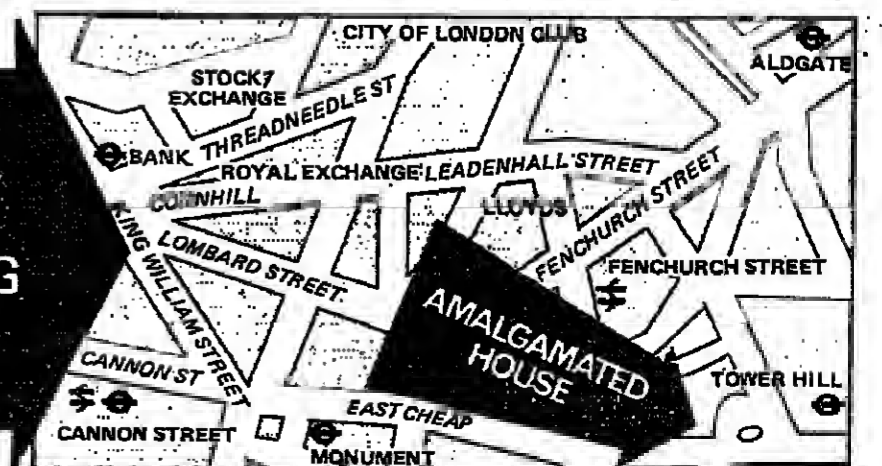 CITY OF LONDON CLUB
ALDGATE
STOCK
EXCHANGE
THREADNEEDLE ST
BANK
ROYAL EXCHANGE
LEADENHALL STREET
CORNHILL
LLOYDS
FENCHURCH STREET
KING WILLIAM STREET
LOMBARD STREET
FENCHURCH STREET
G
AMALGAMATED
HOUSE
CANNON ST
TOWER HILL
EAST CHEAP
CANNON STREET
MONUMENT